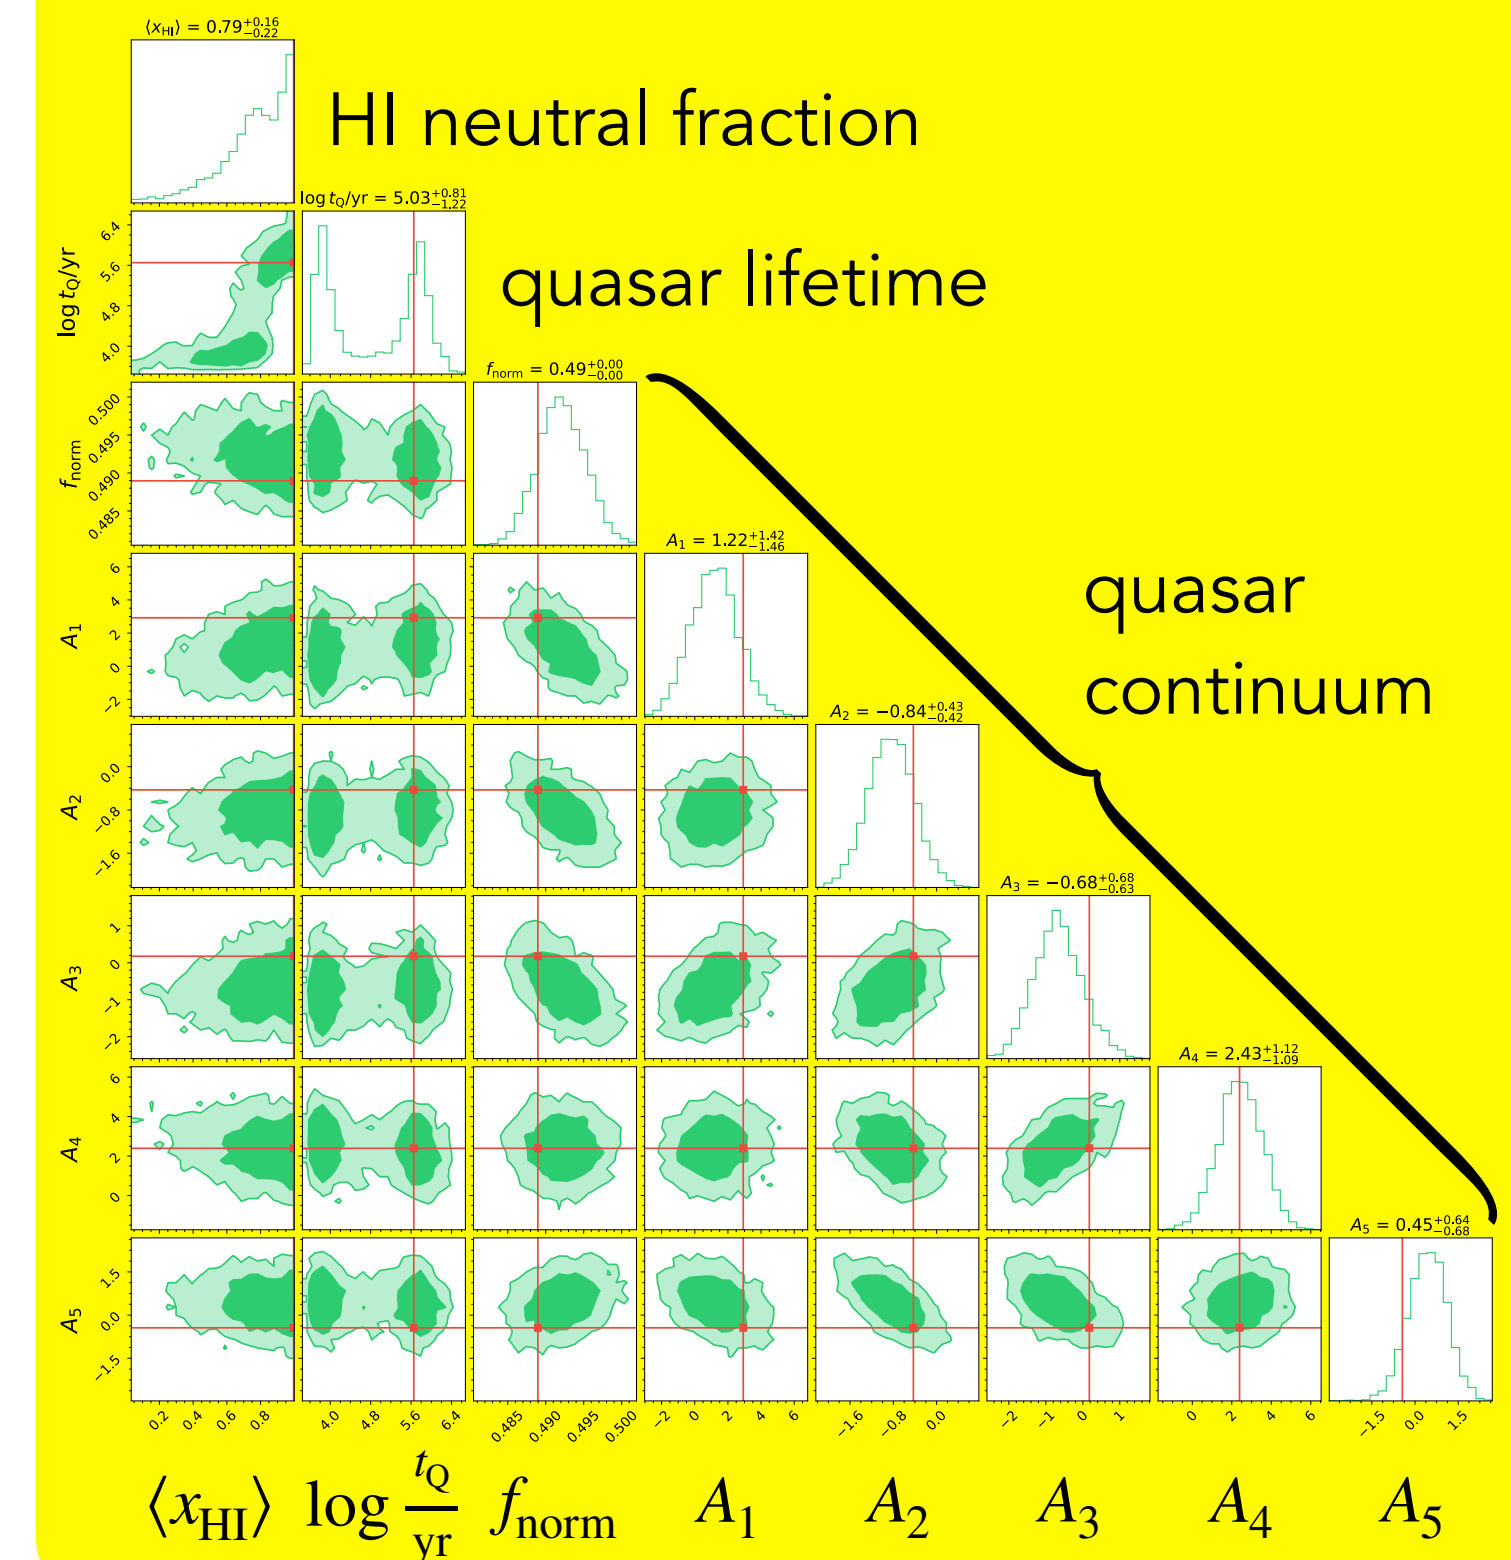 ⟨x_HI⟩ = 0.79 +0.16 −0.22
HI neutral fraction
log t_Q/yr = 5.03 +0.81 −1.22
log t_Q/yr
6.4
5.6
4.8
4.0
quasar lifetime
f_norm = 0.49 +0.00 −0.00
f_norm
0.500
0.495
0.490
0.485
A_1 = 1.22 +1.42 −1.46
A_1
6
4
2
0
−2
quasar
continuum
A_2 = −0.84 +0.43 −0.42
A_2
0.0
−0.8
−1.6
A_3 = −0.68 +0.68 −0.63
A_3
1
0
−1
−2
A_4 = 2.43 +1.12 −1.09
A_4
6
4
2
0
A_5 = 0.45 +0.64 −0.68
A_5
1.5
0.0
−1.5
0.2 0.4 0.6 0.8 4.0 4.8 5.6 6.4 0.485 0.490 0.495 0.500 −2 0 2 4 6 −1.6 −0.8 0.0 −2 −1 0 1 0 2 4 6 −1.5 0.0 1.5
⟨x_HI⟩ log t_Q/yr f_norm A_1 A_2 A_3 A_4 A_5